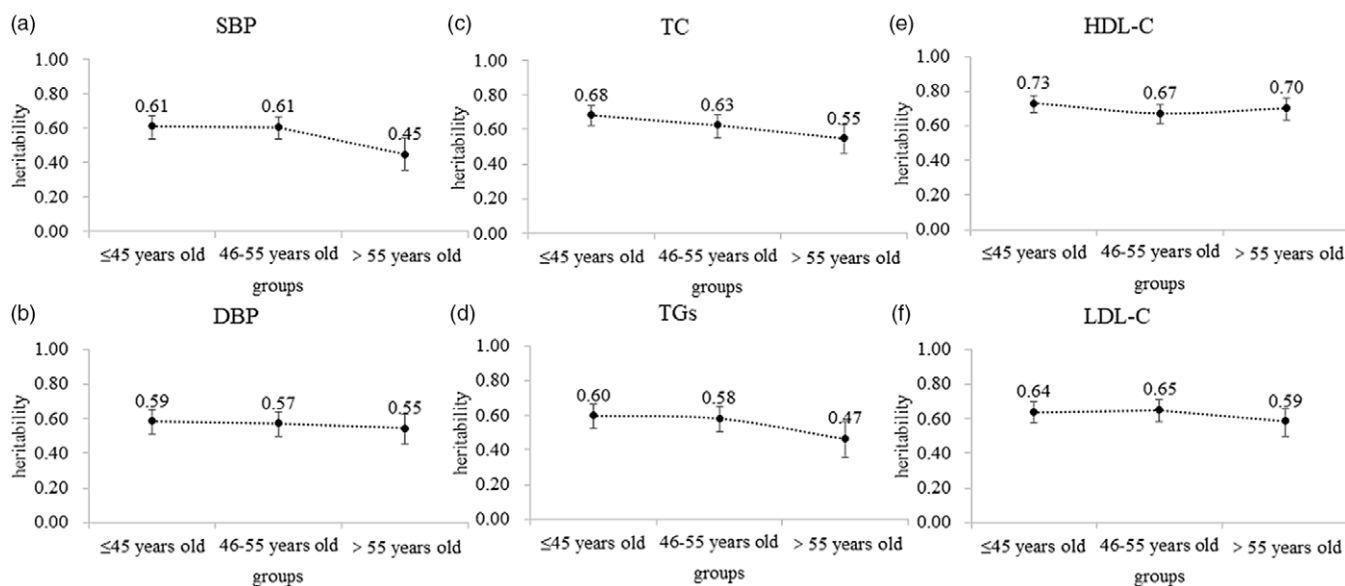 (a)
SBP
heritability
1.00
0.80
0.60
0.40
0.20
0.00
0.61
0.61
0.45
≤45 years old 46-55 years old > 55 years old
groups
(c)
TC
heritability
1.00
0.80
0.60
0.40
0.20
0.00
0.68
0.63
0.55
≤45 years old 46-55 years old > 55 years old
groups
(e)
HDL-C
heritability
1.00
0.80
0.60
0.40
0.20
0.00
0.73
0.67
0.70
≤45 years old 46-55 years old > 55 years old
groups
(b)
DBP
heritability
1.00
0.80
0.60
0.40
0.20
0.00
0.59
0.57
0.55
≤45 years old 46-55 years old > 55 years old
groups
(d)
TGs
heritability
1.00
0.80
0.60
0.40
0.20
0.00
0.60
0.58
0.47
≤45 years old 46-55 years old > 55 years old
groups
(f)
LDL-C
heritability
1.00
0.80
0.60
0.40
0.20
0.00
0.64
0.65
0.59
≤45 years old 46-55 years old > 55 years old
groups